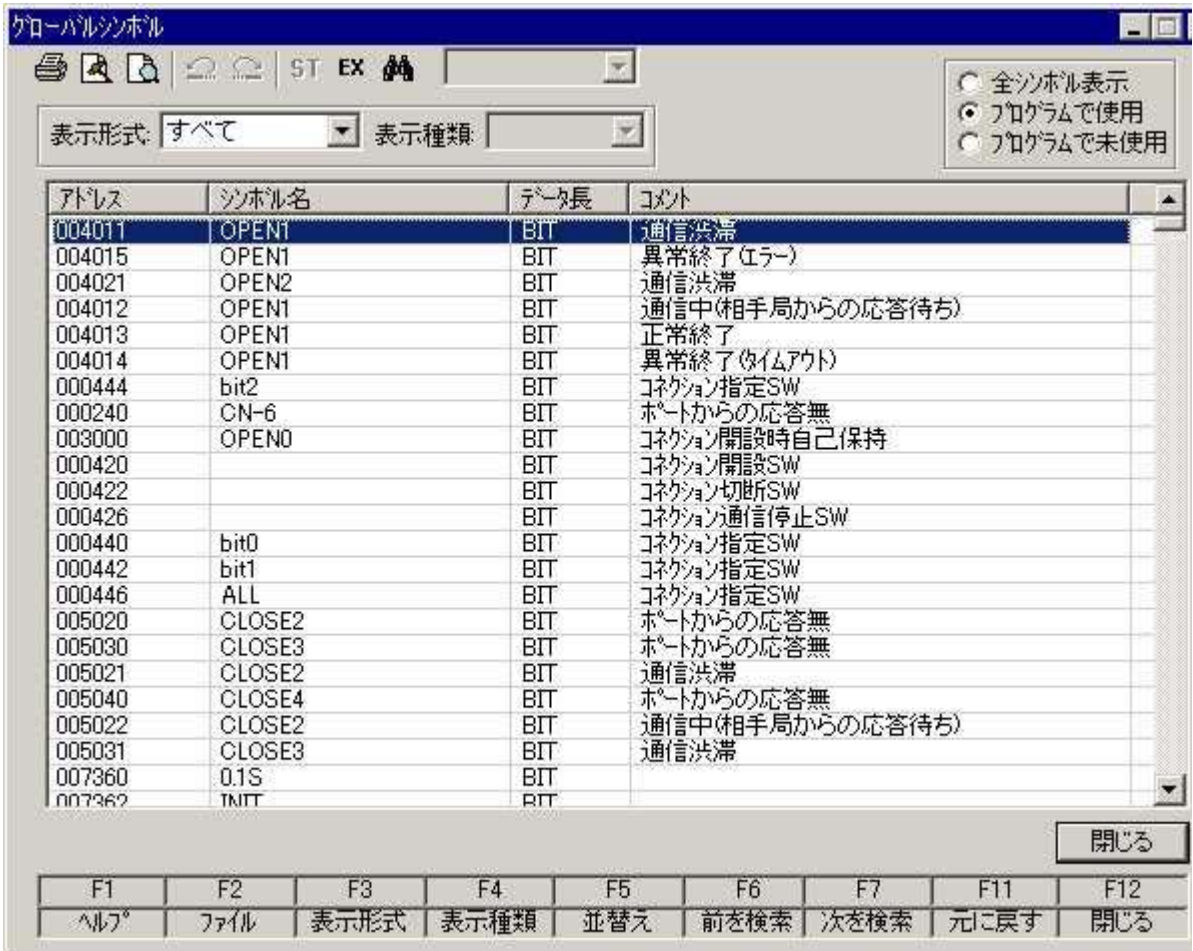 グローバルシンボル
ST EX
全シンボル表示
プログラムで使用
プログラムで未使用
表示形式: すべて 表示種類:
アドレス シンボル名 データ長 コメント
004011 OPEN1 BIT 通信渋滞
004015 OPEN1 BIT 異常終了(エラー)
004021 OPEN2 BIT 通信渋滞
004012 OPEN1 BIT 通信中(相手局からの応答待ち)
004013 OPEN1 BIT 正常終了
004014 OPEN1 BIT 異常終了(タイムアウト)
000444 bit2 BIT コネクション指定SW
000240 CN-6 BIT ポートからの応答無
003000 OPEN0 BIT コネクション開設時自己保持
000420 BIT コネクション開設SW
000422 BIT コネクション切断SW
000426 BIT コネクション通信停止SW
000440 bit0 BIT コネクション指定SW
000442 bit1 BIT コネクション指定SW
000446 ALL BIT コネクション指定SW
005020 CLOSE2 BIT ポートからの応答無
005030 CLOSE3 BIT ポートからの応答無
005021 CLOSE2 BIT 通信渋滞
005040 CLOSE4 BIT ポートからの応答無
005022 CLOSE2 BIT 通信中(相手局からの応答待ち)
005031 CLOSE3 BIT 通信渋滞
007360 0.1S BIT
007362 INIT BIT
閉じる
F1 F2 F3 F4 F5 F6 F7 F11 F12
ヘルプ ファイル 表示形式 表示種類 並替え 前を検索 次を検索 元に戻す 閉じる